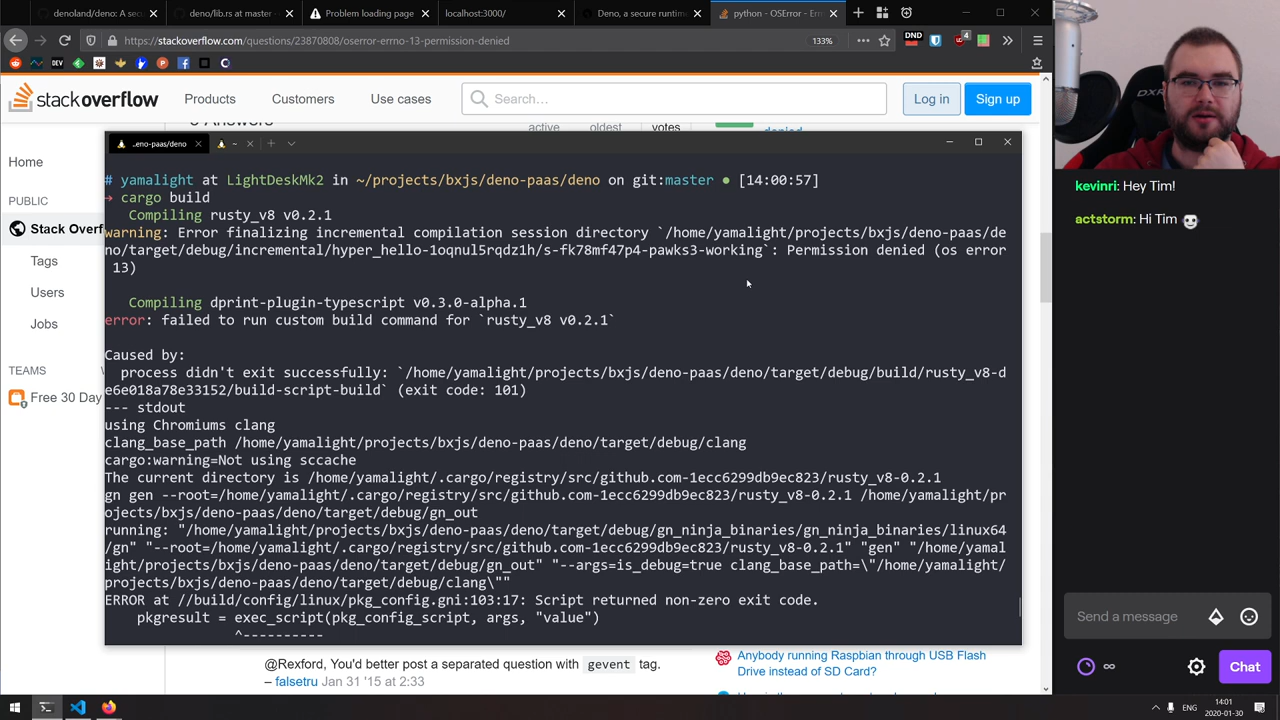 denoland/deno: A secu
deno/lib.rs at master ·
Problem loading page
localhost:3000/
Deno, a secure runtime
python - OSError - Errn
https://stackoverflow.com/questions/23870808/oserror-errno-13-permission-denied
133%
DND
4
DEV
stackoverflow
Products
Customers
Use cases
Search...
Log in
Sign up
active
oldest
votes
denied
Home
PUBLIC
Stack Overf
Tags
Users
Jobs
TEAMS
Free 30 Day
..eno-paas/deno
~
# yamalight at LightDeskMk2 in ~/projects/bxjs/deno-paas/deno on git:master ● [14:00:57]
→ cargo build
Compiling rusty_v8 v0.2.1
warning: Error finalizing incremental compilation session directory `/home/yamalight/projects/bxjs/deno-paas/de
no/target/debug/incremental/hyper_hello-1oqnul5rqdz1h/s-fk78mf47p4-pawks3-working`: Permission denied (os error
13)
Compiling dprint-plugin-typescript v0.3.0-alpha.1
error: failed to run custom build command for `rusty_v8 v0.2.1`
Caused by:
process didn't exit successfully: `/home/yamalight/projects/bxjs/deno-paas/deno/target/debug/build/rusty_v8-d
e6e018a78e33152/build-script-build` (exit code: 101)
--- stdout
using Chromiums clang
clang_base_path /home/yamalight/projects/bxjs/deno-paas/deno/target/debug/clang
cargo:warning=Not using sccache
The current directory is /home/yamalight/.cargo/registry/src/github.com-1ecc6299db9ec823/rusty_v8-0.2.1
gn gen --root=/home/yamalight/.cargo/registry/src/github.com-1ecc6299db9ec823/rusty_v8-0.2.1 /home/yamalight/pr
ojects/bxjs/deno-paas/deno/target/debug/gn_out
running: "/home/yamalight/projects/bxjs/deno-paas/deno/target/debug/gn_ninja_binaries/gn_ninja_binaries/linux64
/gn" "--root=/home/yamalight/.cargo/registry/src/github.com-1ecc6299db9ec823/rusty_v8-0.2.1" "gen" "/home/yamal
ight/projects/bxjs/deno-paas/deno/target/debug/gn_out" "--args=is_debug=true clang_base_path=\"/home/yamalight/
projects/bxjs/deno-paas/deno/target/debug/clang\""
ERROR at //build/config/linux/pkg_config.gni:103:17: Script returned non-zero exit code.
pkgresult = exec_script(pkg_config_script, args, "value")
^----------
@Rexford, You'd better post a separated question with gevent tag.
– falsetru Jan 31 '15 at 2:33
Anybody running Raspbian through USB Flash
Drive instead of SD Card?
DXR
kevinri: Hey Tim!
actstorm: Hi Tim
Send a message
∞
Chat
ENG
14:01
2020-01-30